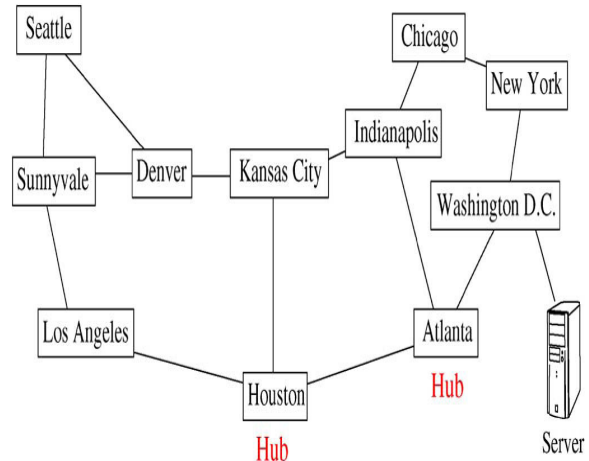 Seattle
Chicago
New York
Indianapolis
Sunnyvale
Denver
Kansas City
Washington D.C.
Los Angeles
Atlanta
Houston
Hub
Hub
Server